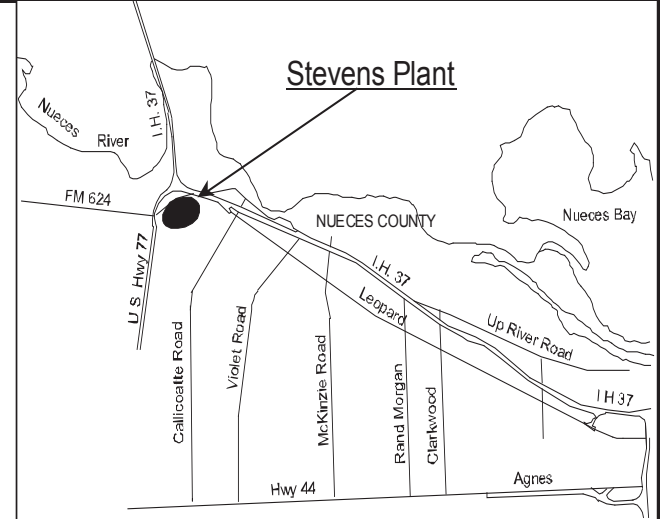 Stevens Plant
I.H. 37
Nueces
River
FM 624
NUECES COUNTY
Nueces Bay
U S Hwy 77
I.H. 37
Leopard
Up River Road
Callicoatte Road
Violet Road
McKinzie Road
Rand Morgan
Clarkwood
I H 37
Agnes
Hwy 44